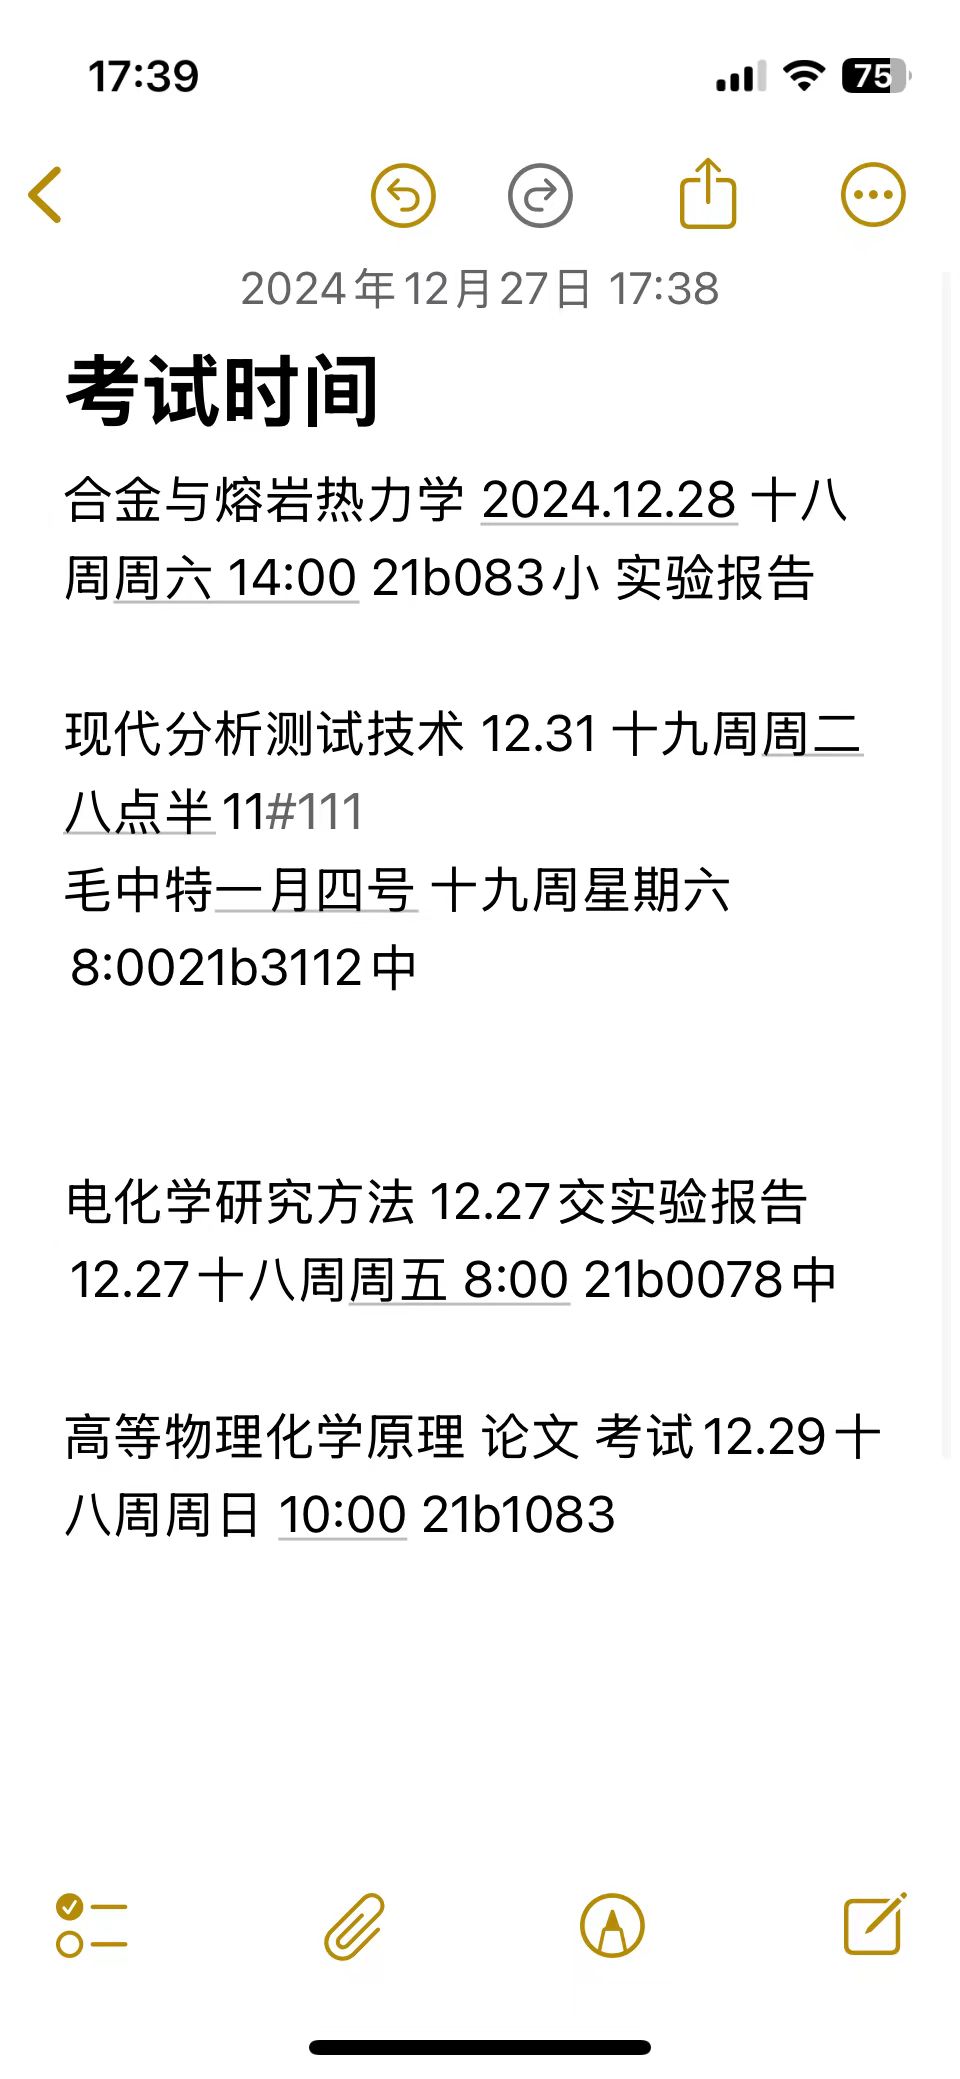 17:39
75
2024年12月27日 17:38
考试时间
合金与熔岩热力学 2024.12.28 十八
周周六 14:00 21b083小 实验报告
现代分析测试技术 12.31 十九周周二
八点半 11#111
毛中特一月四号 十九周星期六
8:0021b3112中
电化学研究方法 12.27交实验报告
12.27十八周周五 8:00 21b0078中
高等物理化学原理 论文 考试12.29十
八周周日 10:00 21b1083